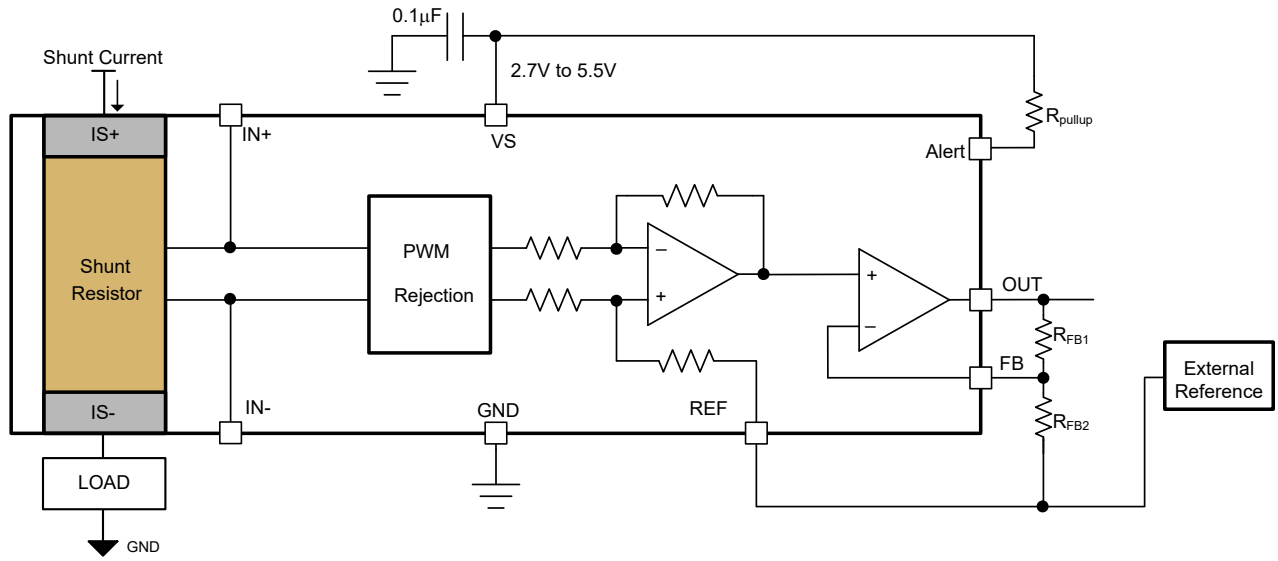 0.1µF
Shunt Current
2.7V to 5.5V
IS+
IN+
VS
Rpullup
Alert
PWM
Rejection
−
+
Shunt
Resistor
+
−
OUT
RFB1
FB
External
Reference
IS-
IN-
GND
REF
RFB2
LOAD
GND